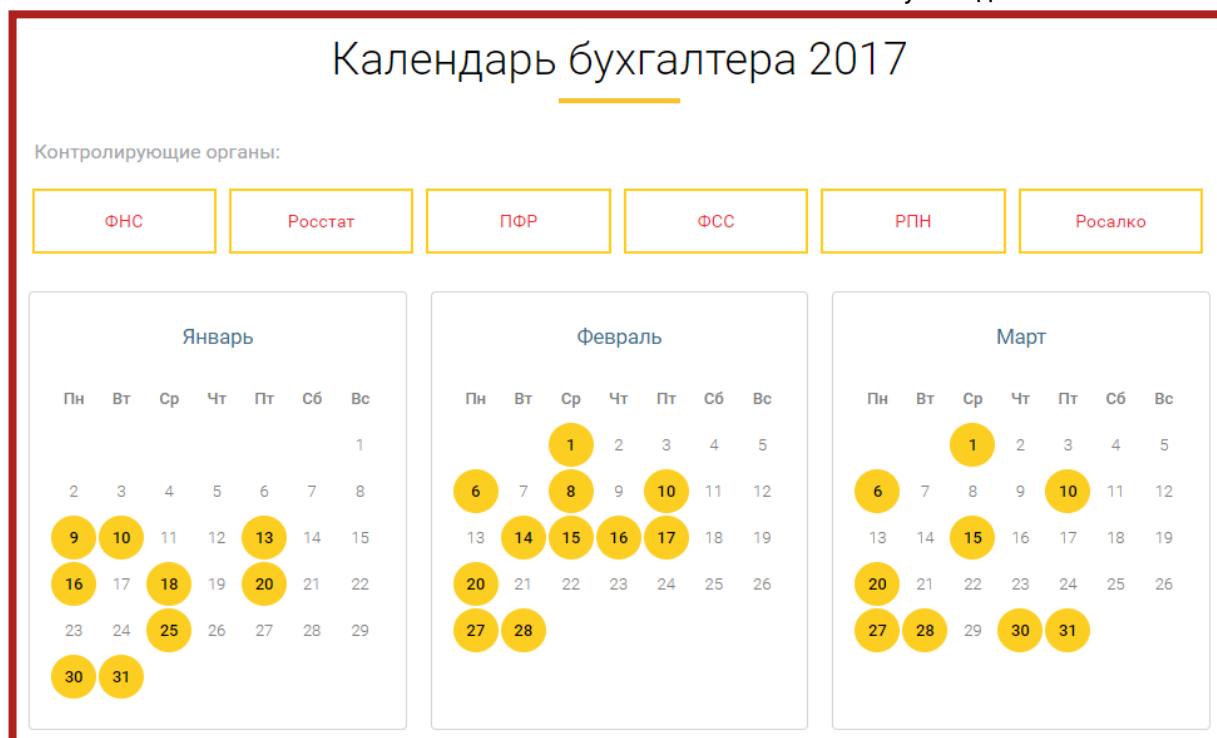 Календарь бухгалтера 2017
Контролирующие органы:
ФНС Росстат ПФР ФСС РПН Росалко
Январь
Пн Вт Ср Чт Пт Сб Вс
1
2 3 4 5 6 7 8
9 10 11 12 13 14 15
16 17 18 19 20 21 22
23 24 25 26 27 28 29
30 31
Февраль
Пн Вт Ср Чт Пт Сб Вс
1 2 3 4 5
6 7 8 9 10 11 12
13 14 15 16 17 18 19
20 21 22 23 24 25 26
27 28
Март
Пн Вт Ср Чт Пт Сб Вс
1 2 3 4 5
6 7 8 9 10 11 12
13 14 15 16 17 18 19
20 21 22 23 24 25 26
27 28 29 30 31